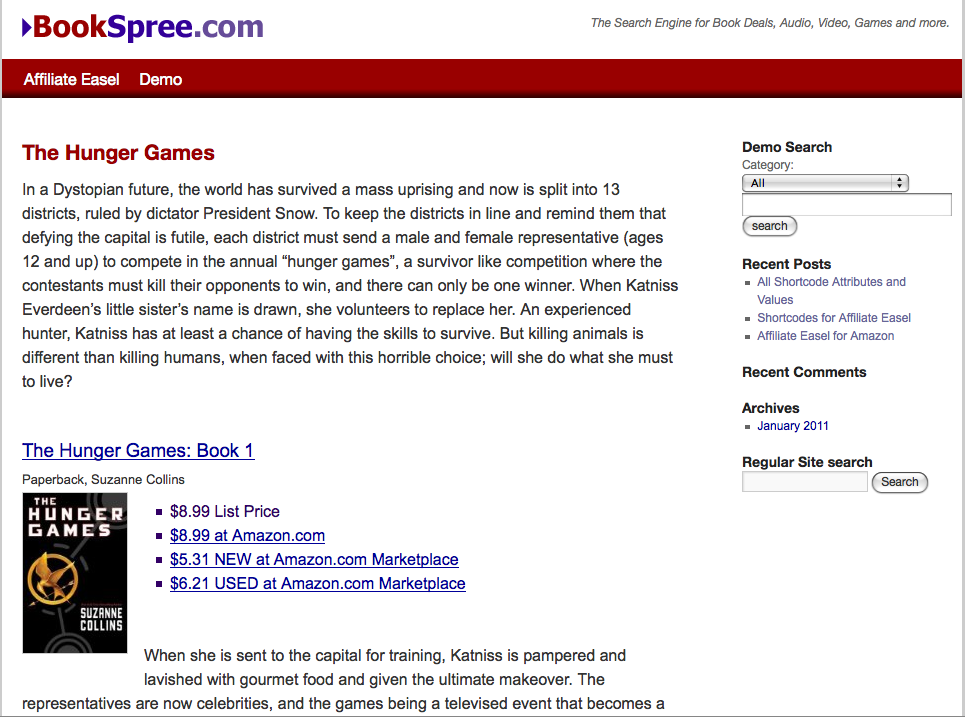 BookSpree.com
The Search Engine for Book Deals, Audio, Video, Games and more.
Affiliate Easel Demo
The Hunger Games
In a Dystopian future, the world has survived a mass uprising and now is split into 13
districts, ruled by dictator President Snow. To keep the districts in line and remind them that
defying the capital is futile, each district must send a male and female representative (ages
12 and up) to compete in the annual “hunger games”, a survivor like competition where the
contestants must kill their opponents to win, and there can only be one winner. When Katniss
Everdeen’s little sister’s name is drawn, she volunteers to replace her. An experienced
hunter, Katniss has at least a chance of having the skills to survive. But killing animals is
different than killing humans, when faced with this horrible choice; will she do what she must
to live?
The Hunger Games: Book 1
Paperback, Suzanne Collins
THE
HUNGER
GAMES
SUZANNE
COLLINS
$8.99 List Price
$8.99 at Amazon.com
$5.31 NEW at Amazon.com Marketplace
$6.21 USED at Amazon.com Marketplace
When she is sent to the capital for training, Katniss is pampered and
lavished with gourmet food and given the ultimate makeover. The
representatives are now celebrities, and the games being a televised event that becomes a
Demo Search
Category:
All
search
Recent Posts
All Shortcode Attributes and
Values
Shortcodes for Affiliate Easel
Affiliate Easel for Amazon
Recent Comments
Archives
January 2011
Regular Site search
Search